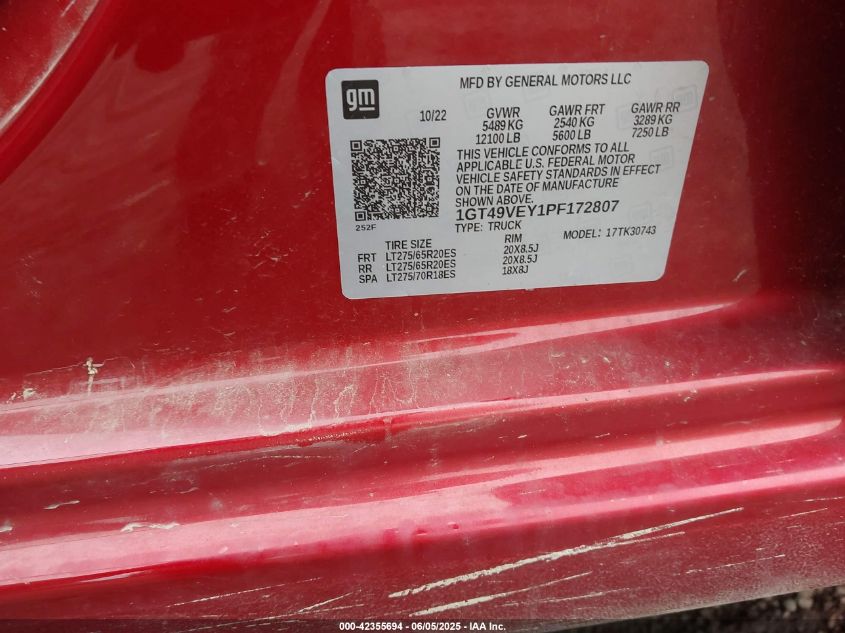 gm
MFD BY GENERAL MOTORS LLC
10/22 GVWR GAWR FRT GAWR RR
5489 KG 2540 KG 3289 KG
12100 LB 5600 LB 7250 LB
THIS VEHICLE CONFORMS TO ALL
APPLICABLE U.S. FEDERAL MOTOR
VEHICLE SAFETY STANDARDS IN EFFECT
ON THE DATE OF MANUFACTURE
SHOWN ABOVE.
1GT49VEY1PF172807
252F
TYPE: TRUCK MODEL: 17TK30743
TIRE SIZE RIM
FRT LT275/65R20ES 20X8.5J
RR LT275/65R20ES 20X8.5J
SPA LT275/70R18ES 18X8J
000-42355694 - 06/05/2025 - IAA Inc.